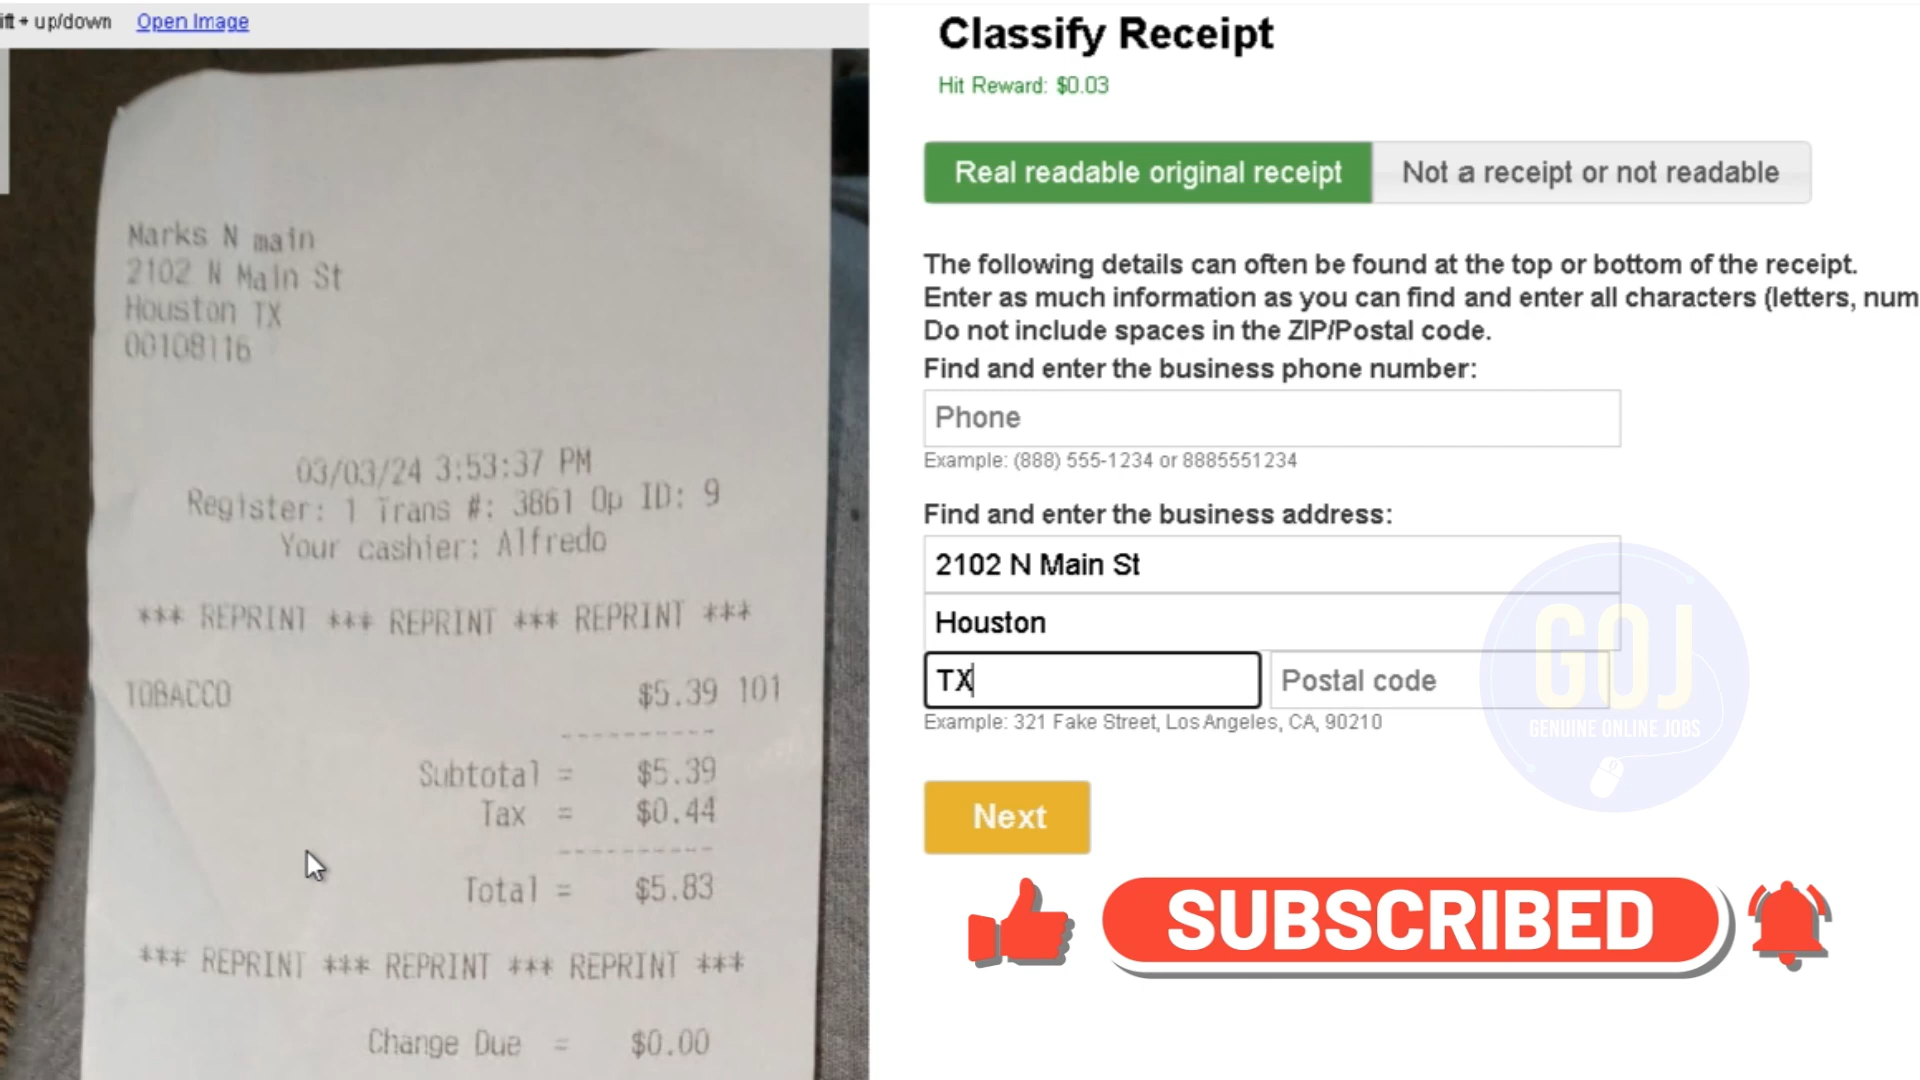 ift + up/down Open Image
Marks N main
2102 N Main St
Houston TX
00108116
03/03/24 3:53:37 PM
Register: 1 Trans #: 3861 Op ID: 9
Your cashier: Alfredo
*** REPRINT *** REPRINT *** REPRINT ***
TOBACCO $5.39 101
----------
Subtotal = $5.39
Tax = $0.44
----------
Total = $5.83
*** REPRINT *** REPRINT *** REPRINT ***
Change Due = $0.00
Classify Receipt
Hit Reward: $0.03
Real readable original receipt Not a receipt or not readable
The following details can often be found at the top or bottom of the receipt.
Enter as much information as you can find and enter all characters (letters, num
Do not include spaces in the ZIP/Postal code.
Find and enter the business phone number:
Phone
Example: (888) 555-1234 or 8885551234
Find and enter the business address:
2102 N Main St
Houston
TX Postal code
Example: 321 Fake Street, Los Angeles, CA, 90210
GOJ
GENUINE ONLINE JOBS
Next
SUBSCRIBED